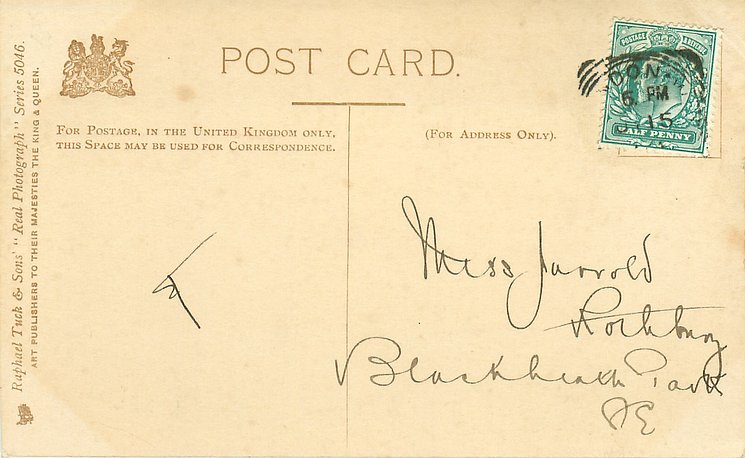 POST CARD.
FOR POSTAGE, IN THE UNITED KINGDOM ONLY,
THIS SPACE MAY BE USED FOR CORRESPONDENCE.
(FOR ADDRESS ONLY).
Raphael Tuck & Sons' "Real Photograph" Series 5046.
ART PUBLISHERS TO THEIR MAJESTIES THE KING & QUEEN.
POSTAGE & REVENUE
HALF PENNY
6. PM
15
Miss Jarrold
Rothbury
Blackheath Park
SE